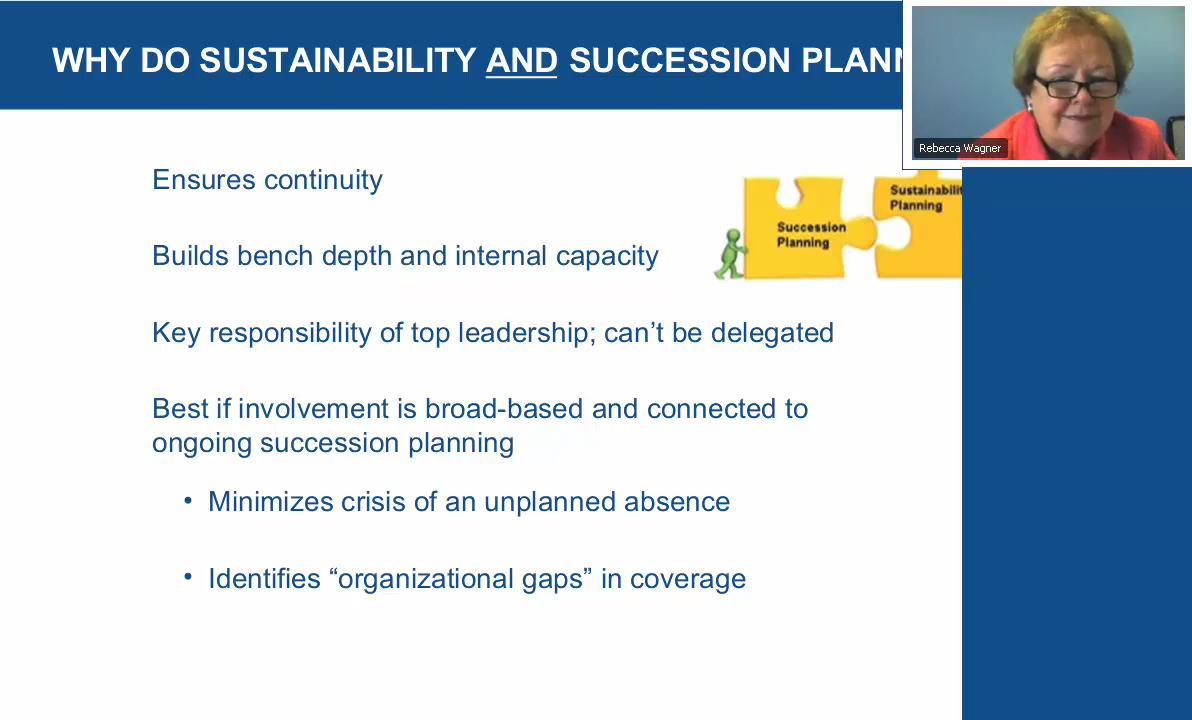 WHY DO SUSTAINABILITY AND SUCCESSION PLANN
Rebecca Wagner
Ensures continuity
Sustainabilit
Planning
Succession
Planning
Builds bench depth and internal capacity
Key responsibility of top leadership; can’t be delegated
Best if involvement is broad-based and connected to
ongoing succession planning
• Minimizes crisis of an unplanned absence
• Identifies “organizational gaps” in coverage